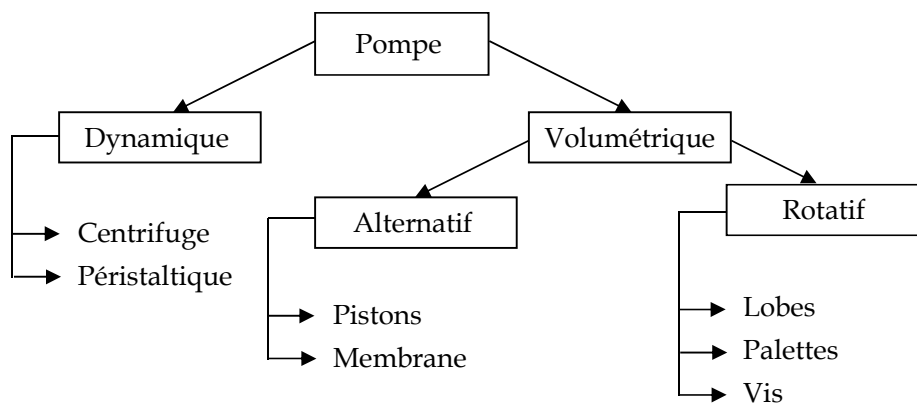 Pompe
Dynamique
Volumétrique
Centrifuge
Péristaltique
Alternatif
Pistons
Membrane
Rotatif
Lobes
Palettes
Vis